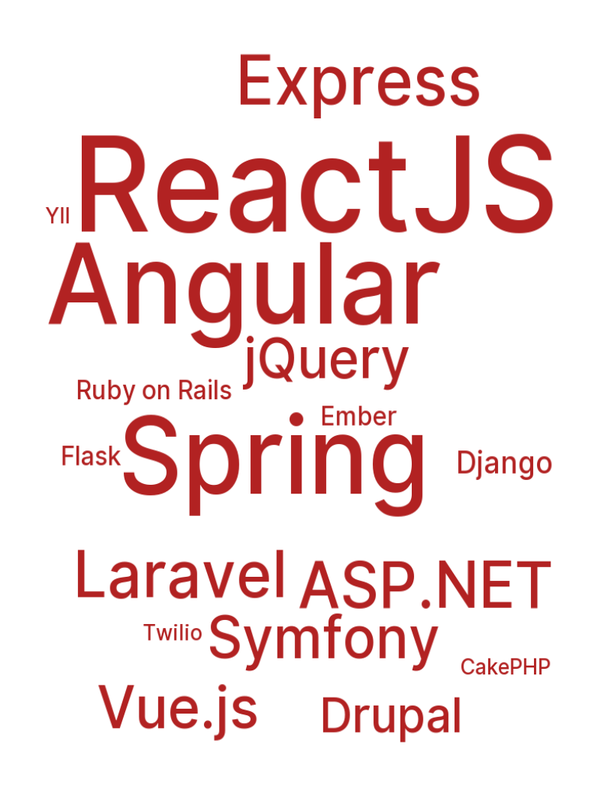 Express
YII ReactJS
Angular
jQuery
Ruby on Rails
Ember
Flask Spring Django
Laravel ASP.NET
Twilio Symfony
CakePHP
Vue.js Drupal